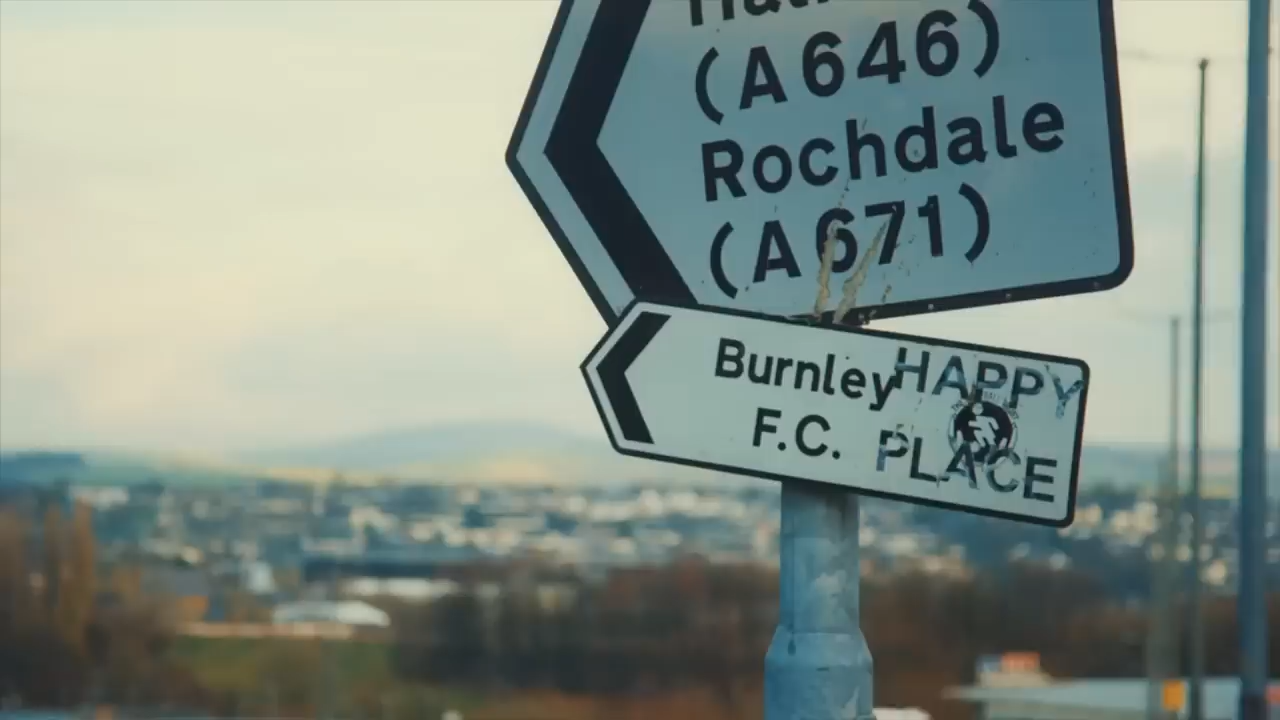 (A646)
Rochdale
(A671)
Burnley HAPPY
F.C. PLACE